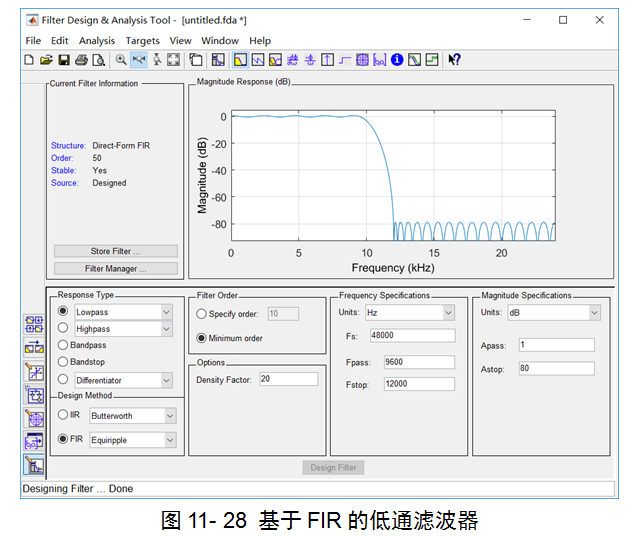 Filter Design & Analysis Tool - [untitled.fda *]
File Edit Analysis Targets View Window Help
Current Filter Information
Structure: Direct-Form FIR
Order: 50
Stable: Yes
Source: Designed
Store Filter ...
Filter Manager ...
Magnitude Response (dB)
0
-20
-40
-60
-80
Magnitude (dB)
0 5 10 15 20
Frequency (kHz)
Response Type
Lowpass
Highpass
Bandpass
Bandstop
Differentiator
Design Method
IIR Butterworth
FIR Equiripple
Filter Order
Specify order: 10
Minimum order
Options
Density Factor: 20
Frequency Specifications
Units: Hz
Fs: 48000
Fpass: 9600
Fstop: 12000
Magnitude Specifications
Units: dB
Apass: 1
Astop: 80
Design Filter
Designing Filter ... Done
图 11- 28 基于 FIR 的低通滤波器